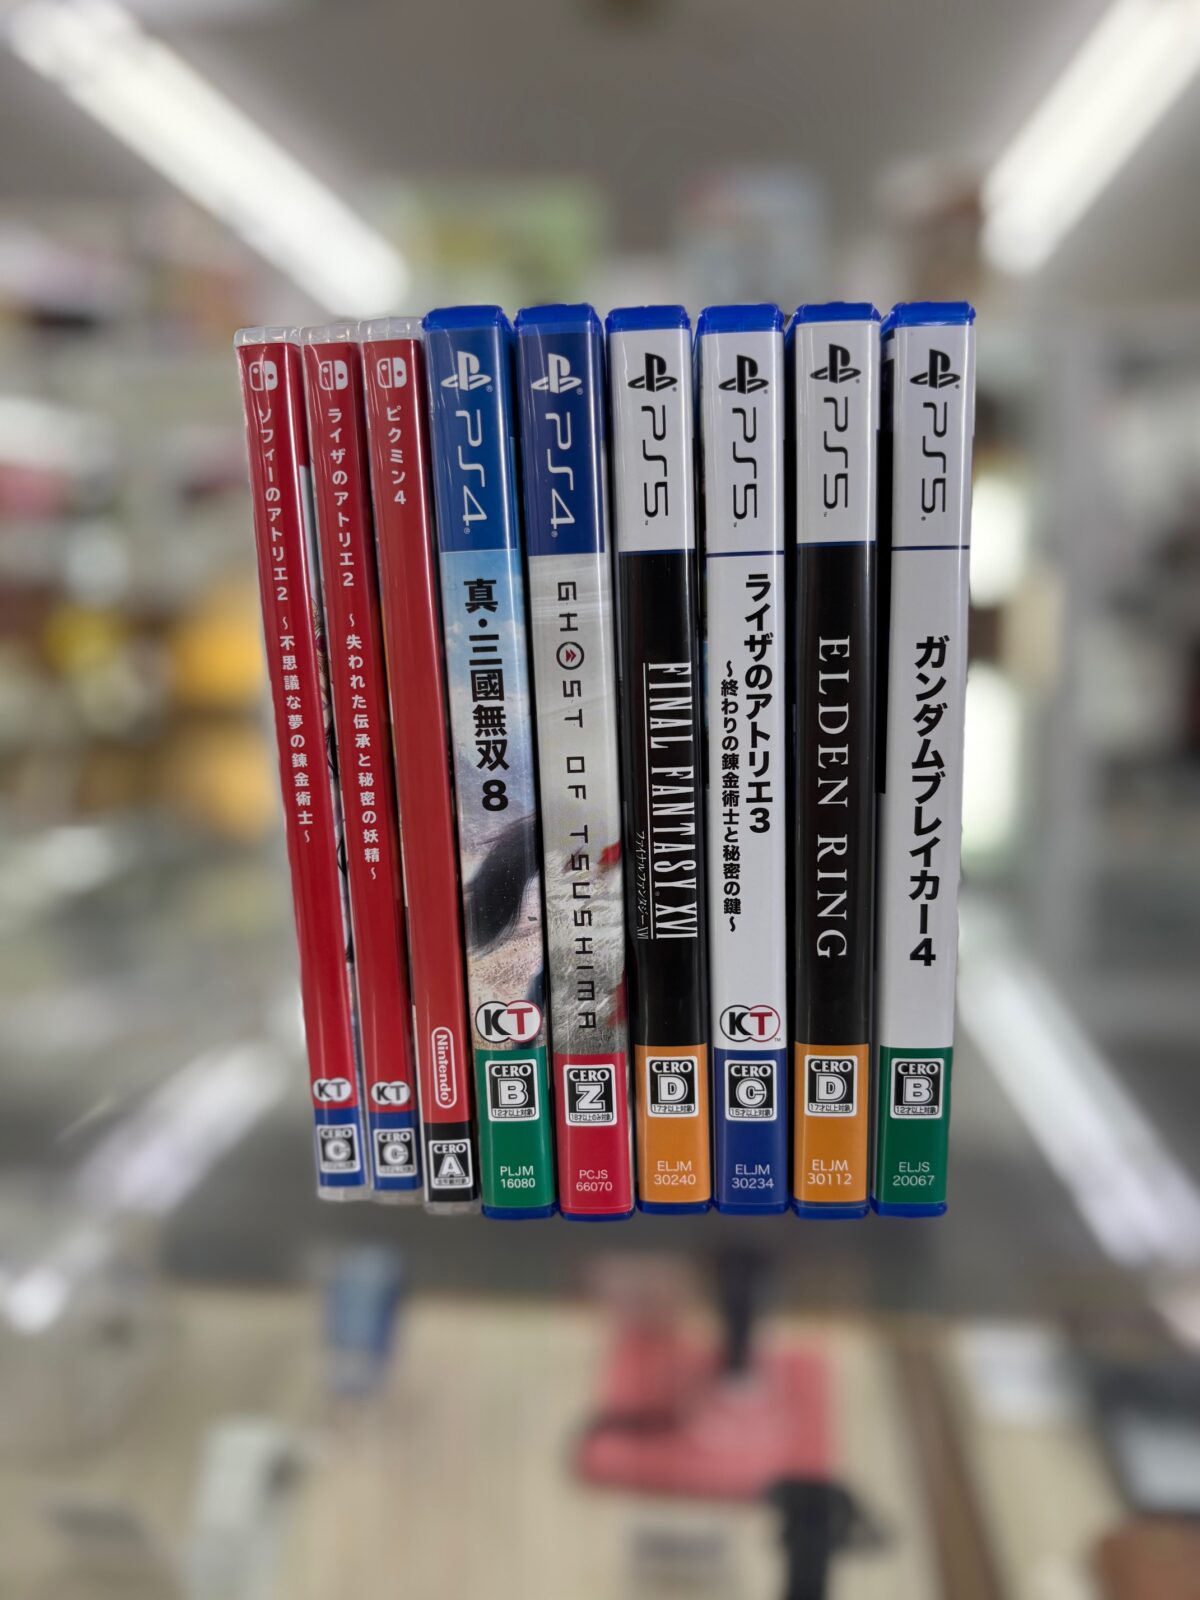 ソフィーのアトリエ2 ～不思議な夢の錬金術士～
KT
CERO
C
ライザのアトリエ2 ～失われた伝承と秘密の妖精～
KT
CERO
C
ピクミン4
Nintendo
CERO
A
全年齢対象
PS4
真・三國無双8
KT
CERO
B
12才以上対象
PLJM
16080
PS4
GHOST OF TSUSHIMA
CERO
Z
18才以上のみ対象
PCJS
66070
PS5
FINAL FANTASY XVI
ファイナルファンタジーXVI
CERO
D
17才以上対象
ELJM
30240
PS5
ライザのアトリエ3
～終わりの錬金術士と秘密の鍵～
KT
CERO
C
15才以上対象
ELJM
30234
PS5
ELDEN RING
CERO
D
17才以上対象
ELJM
30112
PS5
ガンダムブレイカー4
CERO
B
12才以上対象
ELJS
20067